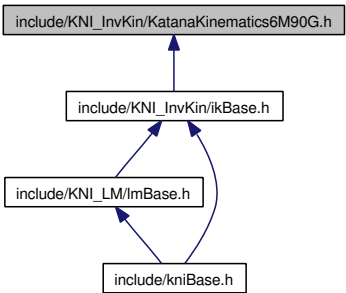 include/KNI_InvKin/KatanaKinematics6M90G.h
include/KNI_InvKin/ikBase.h
include/KNI_LM/lmBase.h
include/kniBase.h